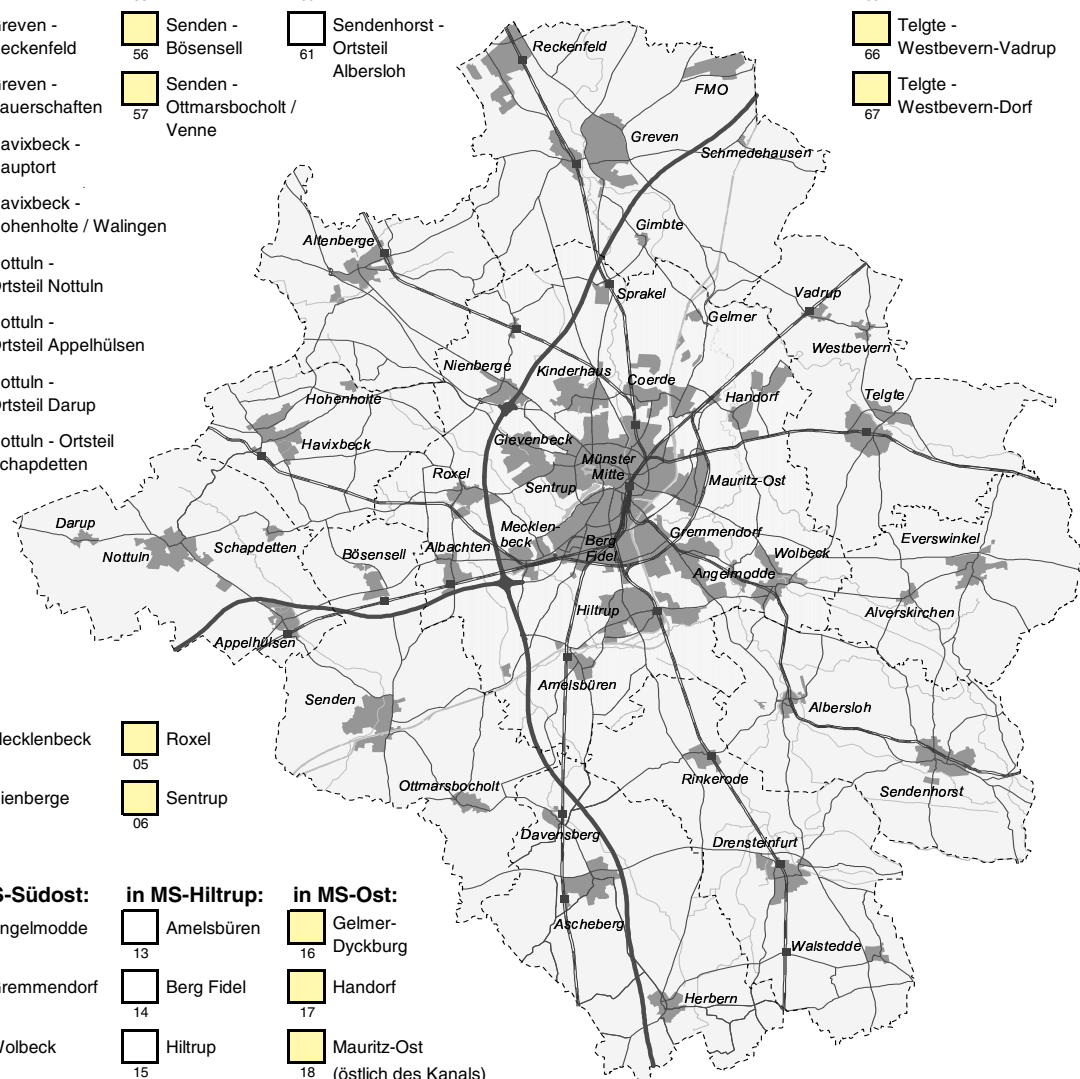 Senden -
Bösensell
56
Senden -
Ottmarsbocholt /
Venne
57
Sendenhorst -
Ortsteil
Albersloh
61
Telgte -
Westbevern-Vadrup
66
Telgte -
Westbevern-Dorf
67
reven -
eckenfeld
reven -
auerschaften
avixbeck -
auptort
avixbeck -
ohenholte / Walingen
ottuln -
rtsteil Nottuln
ottuln -
rtsteil Appelhülsen
ottuln -
rtsteil Darup
ottuln - Ortsteil
chapdetten
Reckenfeld
FMO
Greven
Schmedehausen
Gimbte
Altenberge
Sprakel
Vadrup
Gelmer
Westbevern
Nienberge
Kinderhaus
Coerde
Hohenholte
Handorf
Telgte
Havixbeck
Gievenbeck
Münster
Mitte
Roxel
Sentrup
Mauritz-Ost
Darup
Nottuln
Schapdetten
Bösensell
Albachten
Mecklen-
beck
Berg
Fidel
Gremmendorf
Wolbeck
Everswinkel
Angelmodde
Hiltrup
Alverskirchen
Appelhülsen
Amelsbüren
Senden
Albersloh
Rinkerode
Ottmarsbocholt
Sendenhorst
Davensberg
Drensteinfurt
Ascheberg
Walstedde
Herbern
ecklenbeck
Roxel
05
ienberge
Sentrup
06
S-Südost:
in MS-Hiltrup:
in MS-Ost:
ngelmodde
Amelsbüren
13
Gelmer-
Dyckburg
16
remmendorf
Berg Fidel
14
Handorf
17
olbeck
Hiltrup
15
Mauritz-Ost
(östlich des Kanals)
18